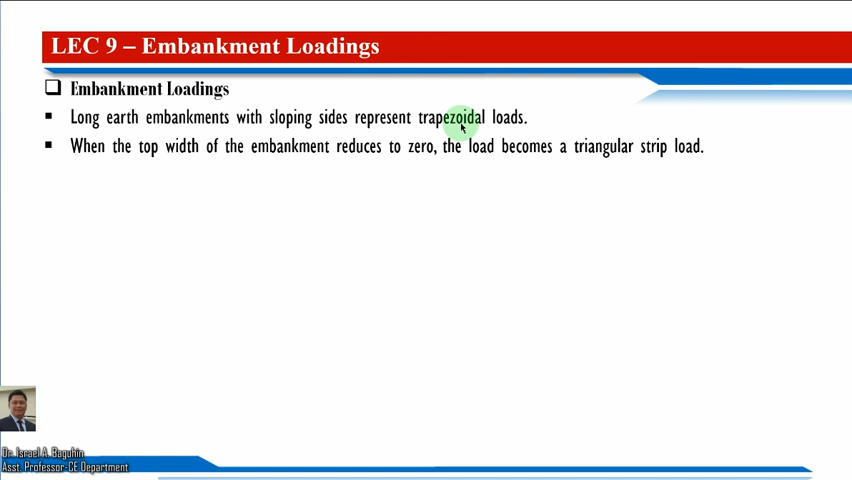 LEC 9 – Embankment Loadings
Embankment Loadings
Long earth embankments with sloping sides represent trapezoidal loads.
When the top width of the embankment reduces to zero, the load becomes a triangular strip load.
Dr. Israel A. Baguhin
Asst. Professor-CE Department